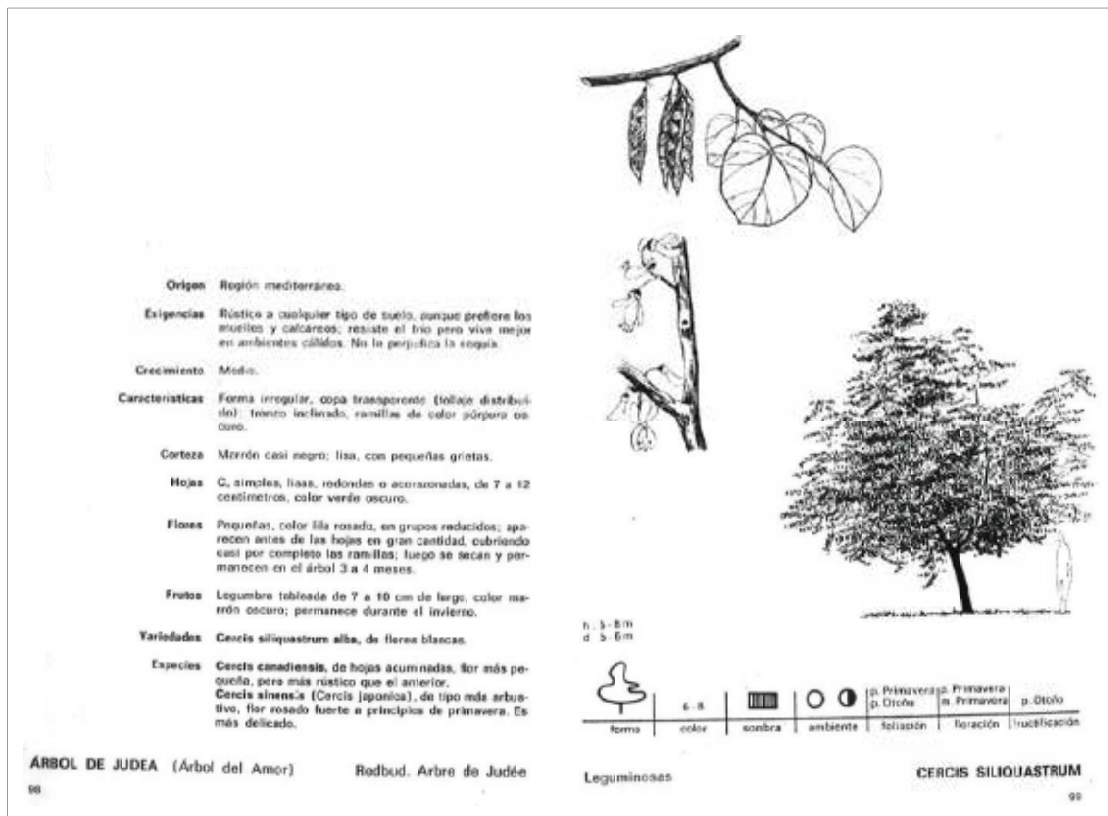 Origen Región mediterránea.
Exigencias Rústico a cualquier tipo de suelo, aunque prefiere los
muelles y calcáreos; resiste el frío pero vive mejor
en ambientes cálidos. No le perjudica la sequía.
Crecimiento Medio.
Características Forma irregular, copa transparente (follaje distribui-
do); tronco inclinado, ramillas de color púrpura os-
curo.
Corteza Marrón casi negro; lisa, con pequeñas grietas.
Hojas C, simples, lisas, redondas o acorazonadas, de 7 a 12
centímetros, color verde oscuro.
Flores Pequeñas, color lila rosado, en grupos reducidos; apa-
recen antes de las hojas en gran cantidad, cubriendo
casi por completo las ramillas; luego se secan y per-
manecen en el árbol 3 a 4 meses.
Frutos Legumbre tableada de 7 a 10 cm de largo, color ma-
rrón oscuro; permanece durante el invierno.
Variedades Cercis siliquastrum alba, de flores blancas.
Especies Cercis canadiensis, de hojas acuminadas, flor más pe-
queña, pero más rústico que el anterior.
Cercis sinensis (Cercis japonica), de tipo más arbus-
tivo, flor rosado fuerte a principios de primavera. Es
más delicado.
ÁRBOL DE JUDEA (Árbol del Amor) Redbud. Arbre de Judée
98
h. 5-8m
d. 5-6m
6-8
p. Primavera p. Primavera
p. Otoño m. Primavera p. Otoño
forma color sombra ambiente foliación floración fructificación
Leguminosas CERCIS SILIQUASTRUM
99